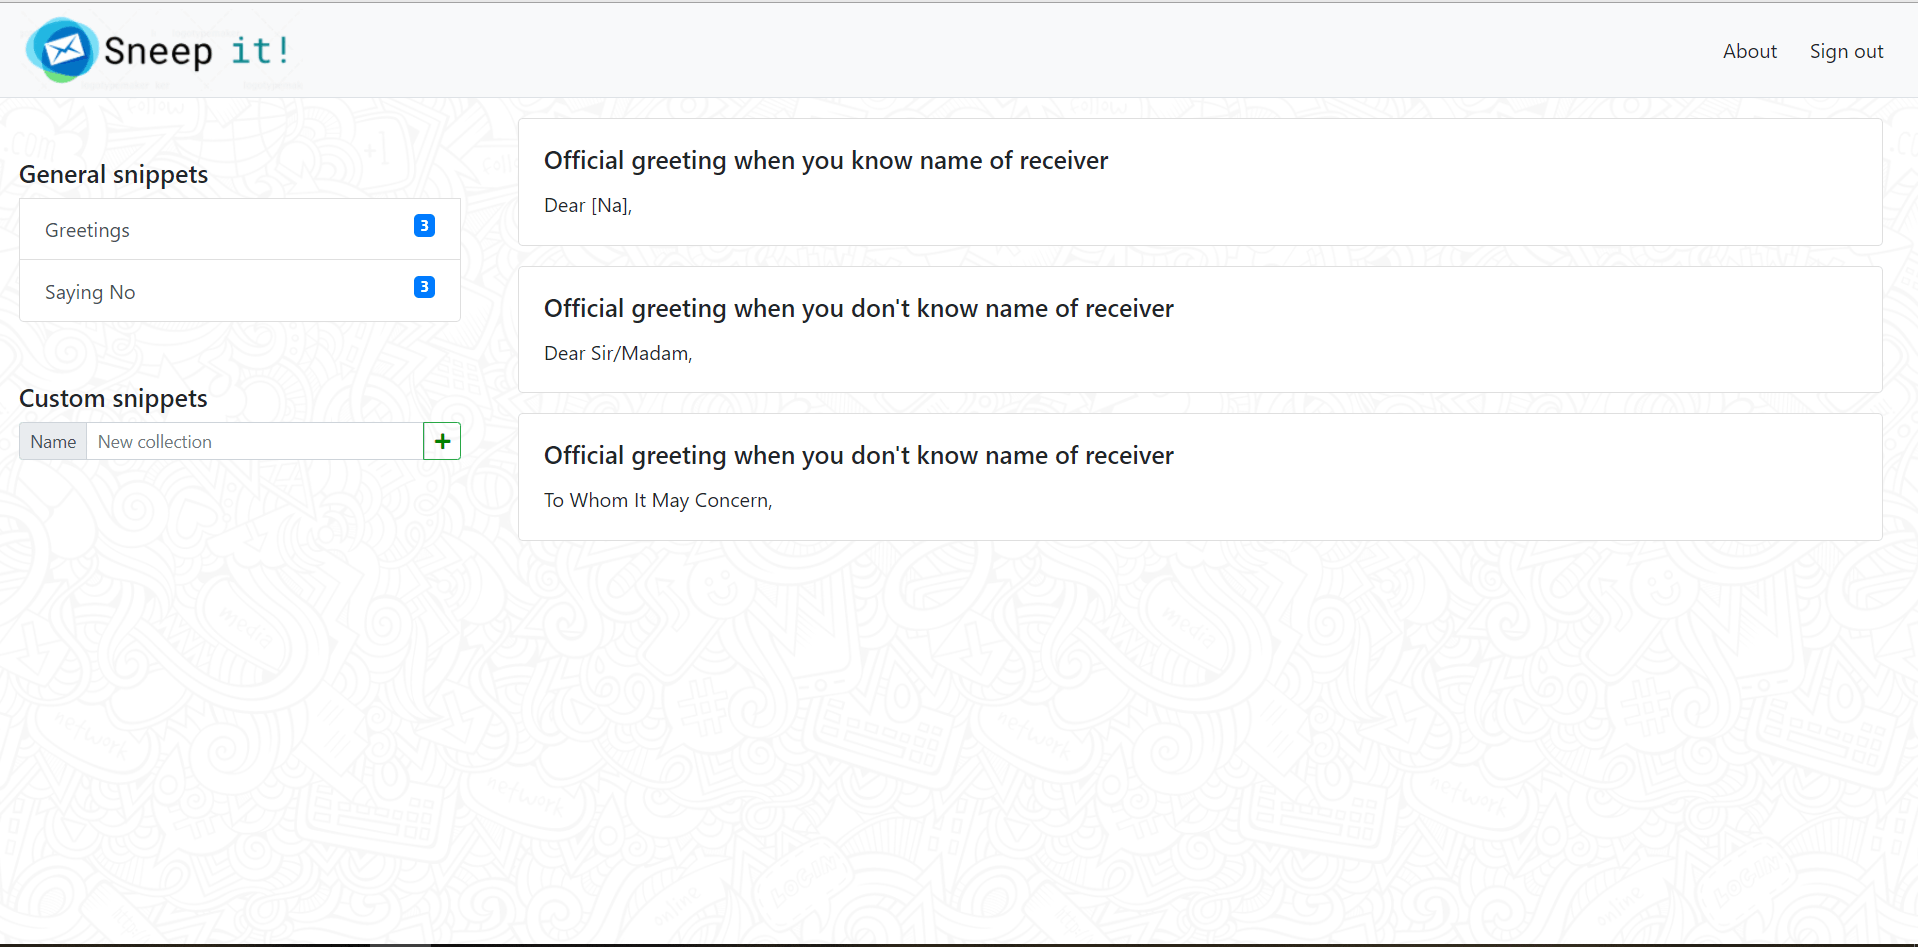 Sneep it!
About
Sign out
General snippets
Greetings 3
Saying No 3
Custom snippets
Name New collection +
Official greeting when you know name of receiver
Dear [Na],
Official greeting when you don't know name of receiver
Dear Sir/Madam,
Official greeting when you don't know name of receiver
To Whom It May Concern,